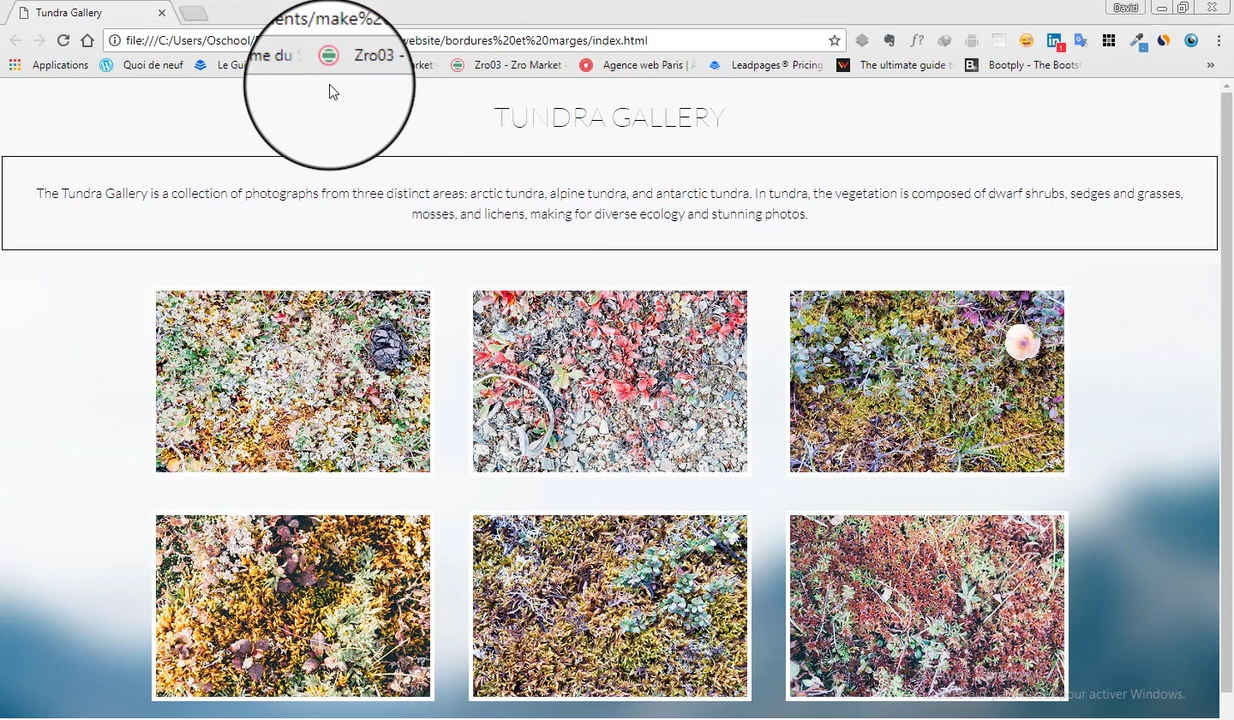 Tundra Gallery
David
file:///C:/Users/Oschool/
ents/make%2
website/bordures%20et%20marges/index.html
Applications Quoi de neuf Le Gu me du Zro03 - rket Zro03 - Zro Market Agence web Paris | Leadpages® Pricing The ultimate guide Bootply - The Boots »
TUNDRA GALLERY
The Tundra Gallery is a collection of photographs from three distinct areas: arctic tundra, alpine tundra, and antarctic tundra. In tundra, the vegetation is composed of dwarf shrubs, sedges and grasses,
mosses, and lichens, making for diverse ecology and stunning photos.
our activer Windows.